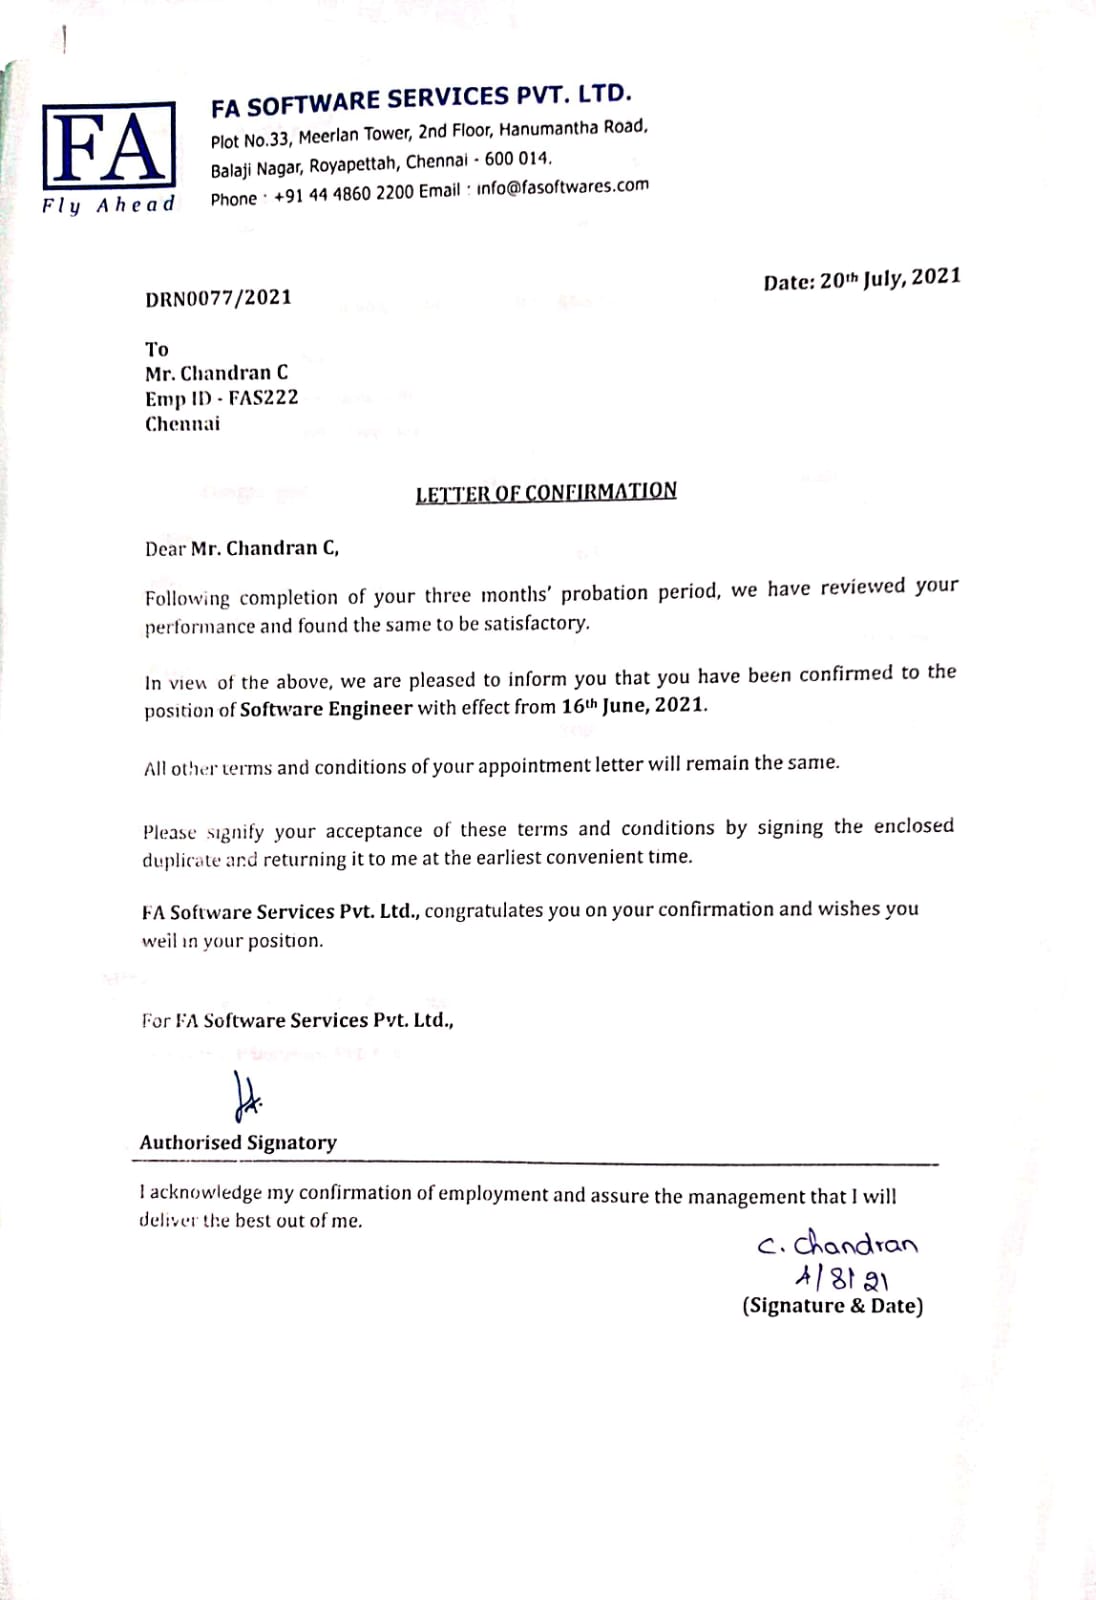 FA
Fly Ahead
FA SOFTWARE SERVICES PVT. LTD.
Plot No.33, Meerlan Tower, 2nd Floor, Hanumantha Road,
Balaji Nagar, Royapettah, Chennai - 600 014.
Phone : +91 44 4860 2200 Email : info@fasoftwares.com
DRN0077/2021
Date: 20th July, 2021
To
Mr. Chandran C
Emp ID - FAS222
Chennai
LETTER OF CONFIRMATION
Dear Mr. Chandran C,
Following completion of your three months' probation period, we have reviewed your
performance and found the same to be satisfactory.
In view of the above, we are pleased to inform you that you have been confirmed to the
position of Software Engineer with effect from 16th June, 2021.
All other terms and conditions of your appointment letter will remain the same.
Please signify your acceptance of these terms and conditions by signing the enclosed
duplicate and returning it to me at the earliest convenient time.
FA Software Services Pvt. Ltd., congratulates you on your confirmation and wishes you
well in your position.
For FA Software Services Pvt. Ltd.,
Authorised Signatory
I acknowledge my confirmation of employment and assure the management that I will
deliver the best out of me.
C. Chandran
4/8/21
(Signature & Date)